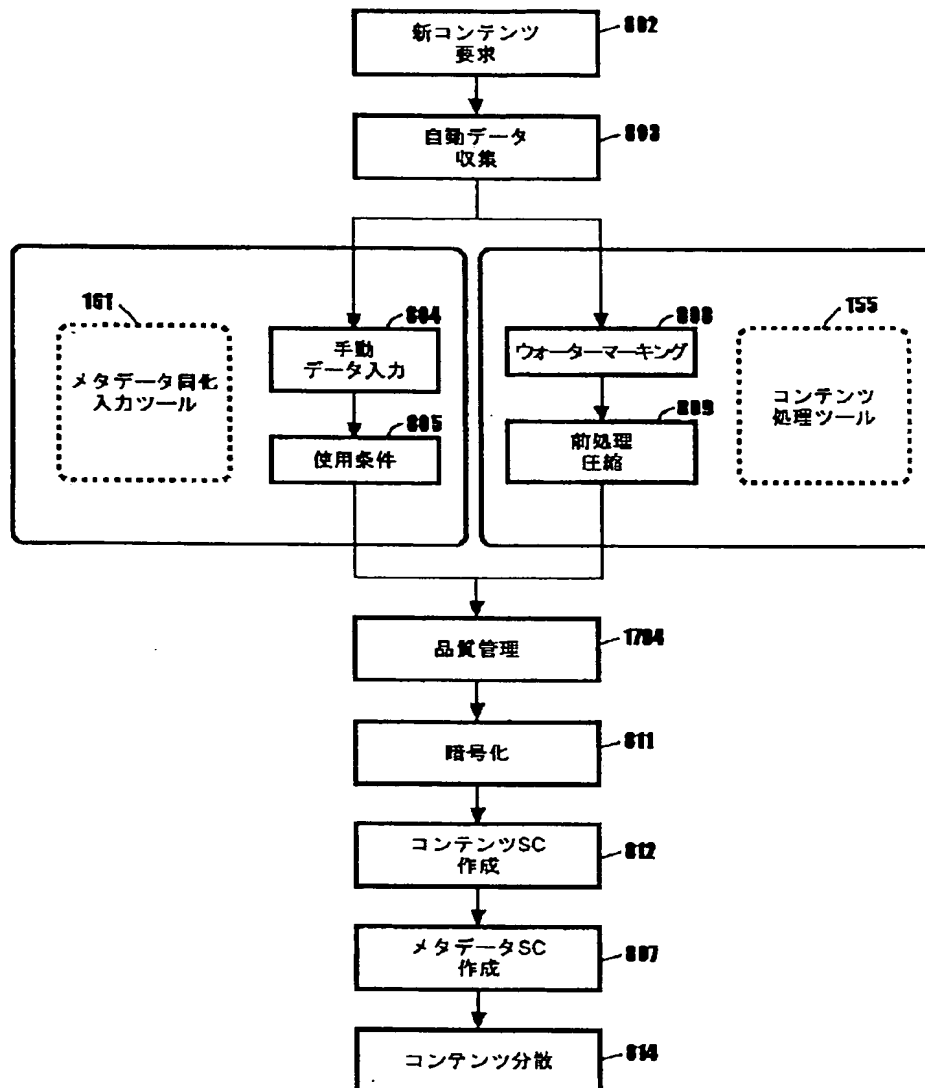 新コンテンツ
要求
802
自動データ
収集
803
161
メタデータ同化
入力ツール
804
手動
データ入力
805
使用条件
808
ウォーターマーキング
809
前処理
圧縮
155
コンテンツ
処理ツール
品質管理
1704
暗号化
811
コンテンツSC
作成
812
メタデータSC
作成
807
コンテンツ分散
814